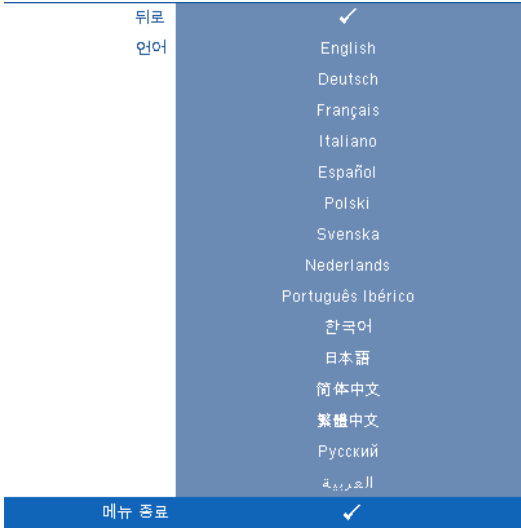 뒤로 ✓
언어 English
Deutsch
Français
Italiano
Español
Polski
Svenska
Nederlands
Português Ibérico
한국어
日本語
简体中文
繁體中文
Русский
العربية
메뉴 종료 ✓